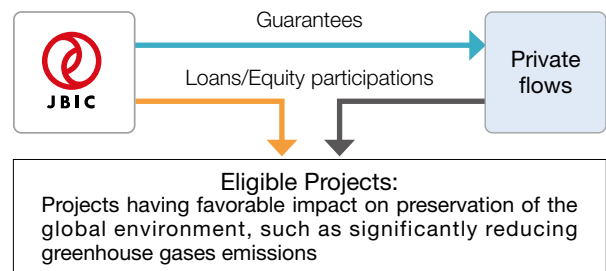 Guarantees
JBIC
Loans/Equity participations
Private
flows
Eligible Projects:
Projects having favorable impact on preservation of the
global environment, such as significantly reducing
greenhouse gases emissions